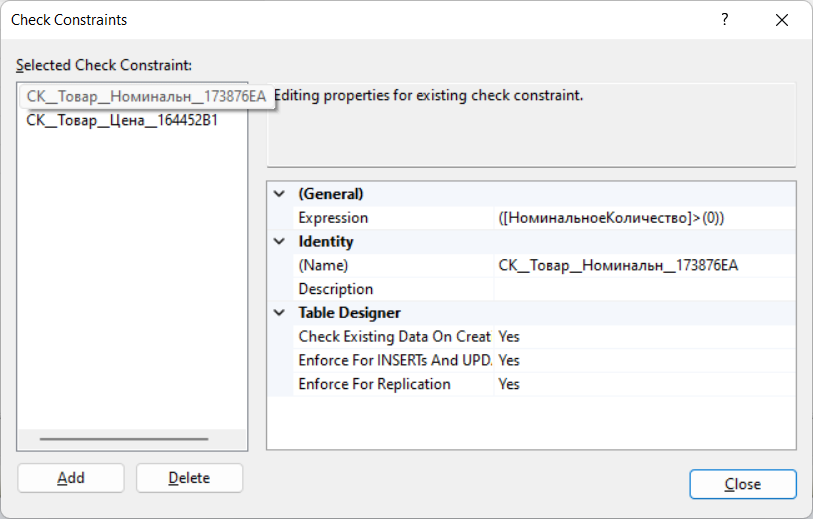 Check Constraints
?
Selected Check Constraint:
CK__Товар__Номинальн__173876EA
CK__Товар__Цена__164452B1
Editing properties for existing check constraint.
(General)
Expression ([НоминальноеКоличество]>(0))
Identity
(Name) CK__Товар__Номинальн__173876EA
Description
Table Designer
Check Existing Data On Creat Yes
Enforce For INSERTs And UPD. Yes
Enforce For Replication Yes
Add
Delete
Close